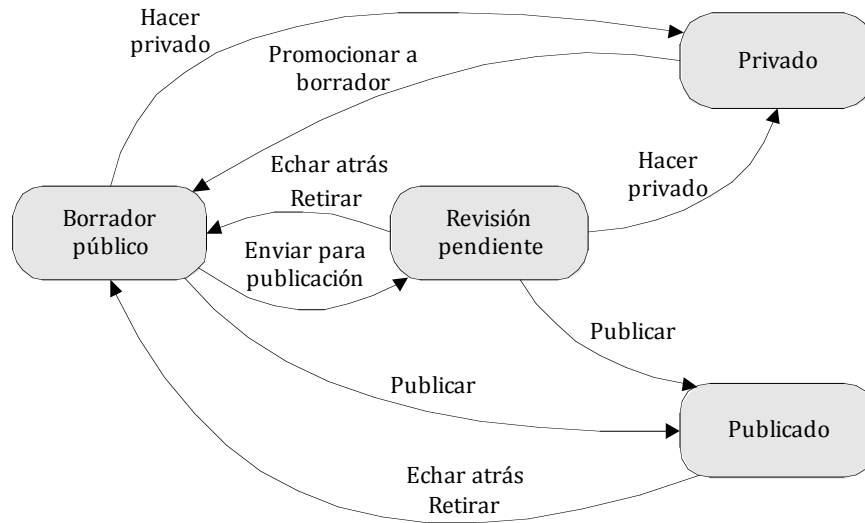 Hacer
privado
Promocionar a
borrador
Privado
Echar atrás
Retirar
Hacer
privado
Borrador
público
Revisión
pendiente
Enviar para
publicación
Publicar
Publicar
Publicado
Echar atrás
Retirar